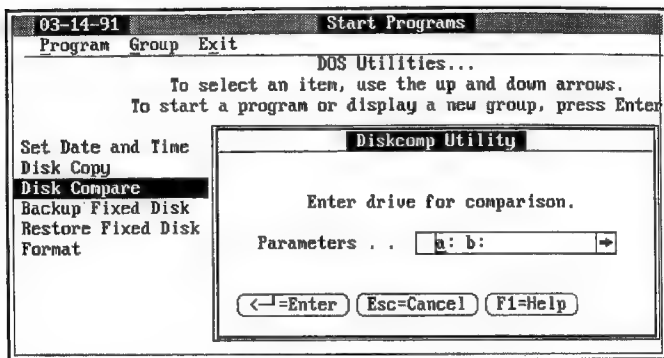 03-14-91 Start Programs
Program Group Exit
DOS Utilities...
To select an item, use the up and down arrows.
To start a program or display a new group, press Enter
Set Date and Time
Disk Copy
Disk Compare
Backup Fixed Disk
Restore Fixed Disk
Format
Diskcomp Utility
Enter drive for comparison.
Parameters . . a: b: →
<─┘=Enter Esc=Cancel F1=Help